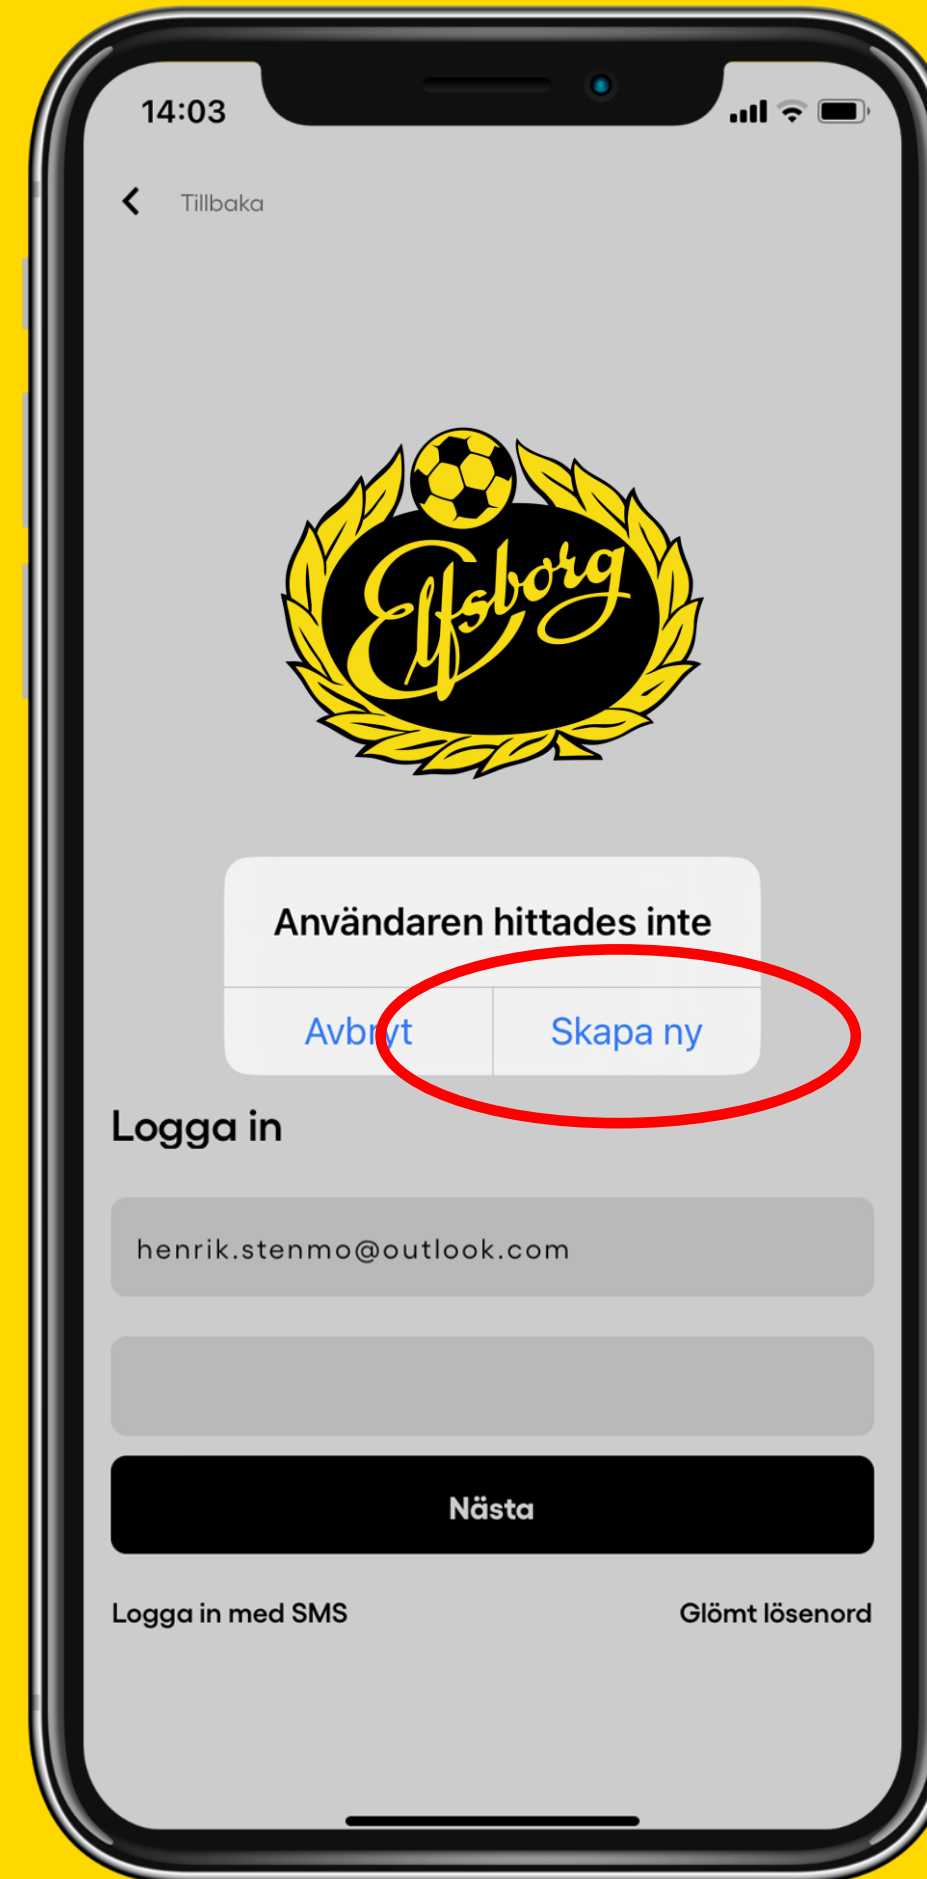 14:03
Tillbaka
Elfsborg
Användaren hittades inte
Avbryt
Skapa ny
Logga in
henrik.stenmo@outlook.com
Nästa
Logga in med SMS
Glömt lösenord